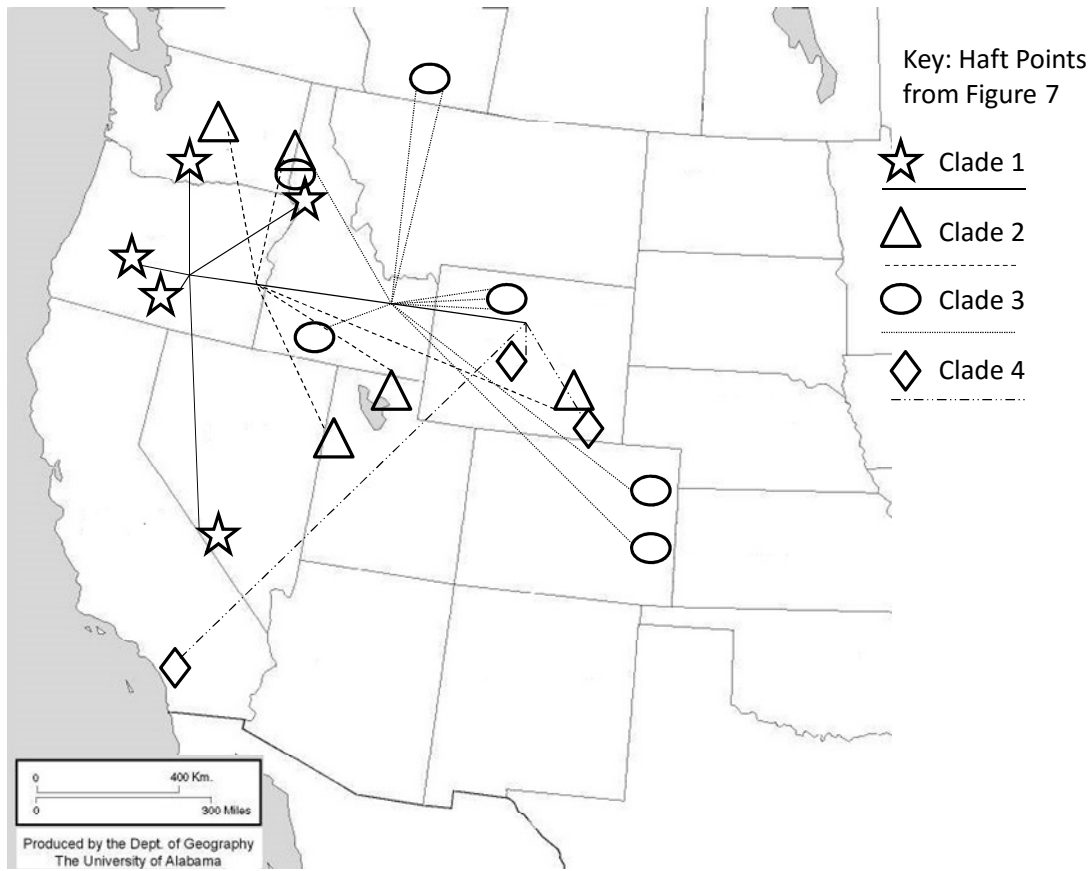 Key: Haft Points
from Figure 7
Clade 1
Clade 2
Clade 3
Clade 4
0 400 Km.
0 300 Miles
Produced by the Dept. of Geography
The University of Alabama